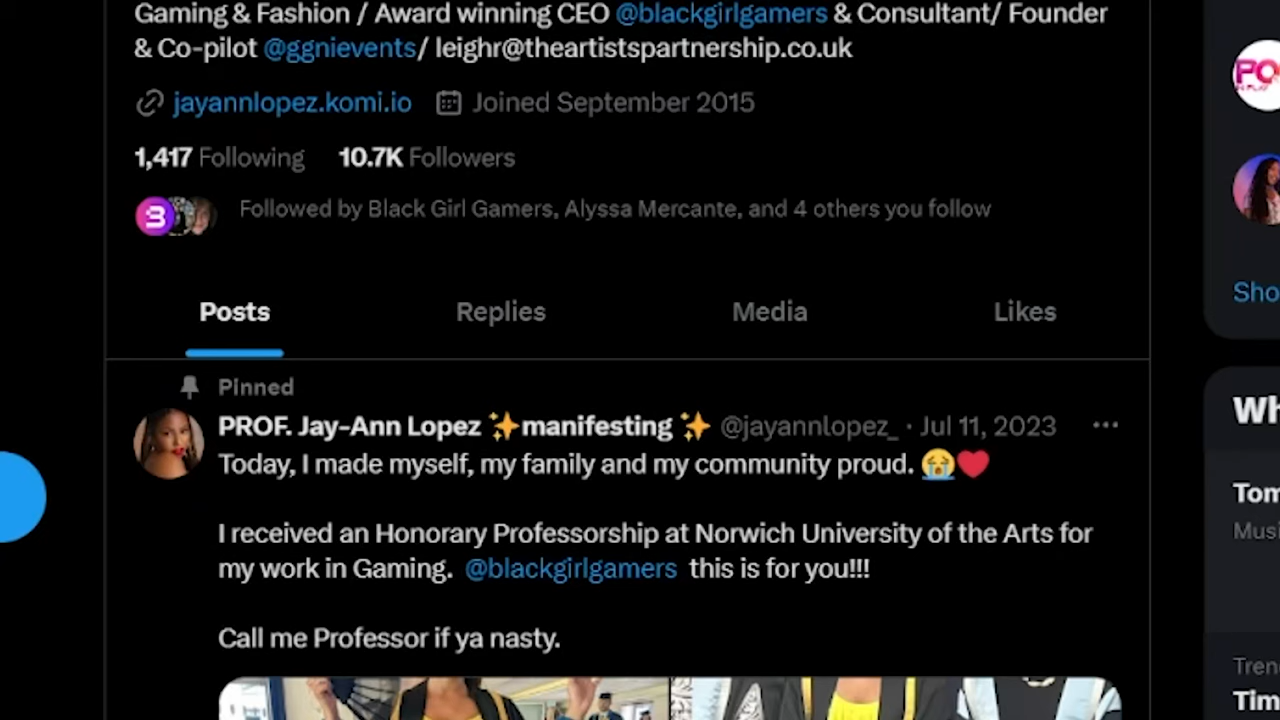 Gaming & Fashion / Award winning CEO @blackgirlgamers & Consultant/ Founder
& Co-pilot @ggnievents/ leighr@theartistspartnership.co.uk
jayannlopez.komi.io Joined September 2015
1,417 Following 10.7K Followers
Followed by Black Girl Gamers, Alyssa Mercante, and 4 others you follow
Posts Replies Media Likes
Pinned
PROF. Jay-Ann Lopez ✨manifesting ✨ @jayannlopez_ · Jul 11, 2023
Today, I made myself, my family and my community proud. 😭❤️
I received an Honorary Professorship at Norwich University of the Arts for
my work in Gaming. @blackgirlgamers this is for you!!!
Call me Professor if ya nasty.
PO
Sho
Wh
Tom
Musi
Tren
Tim